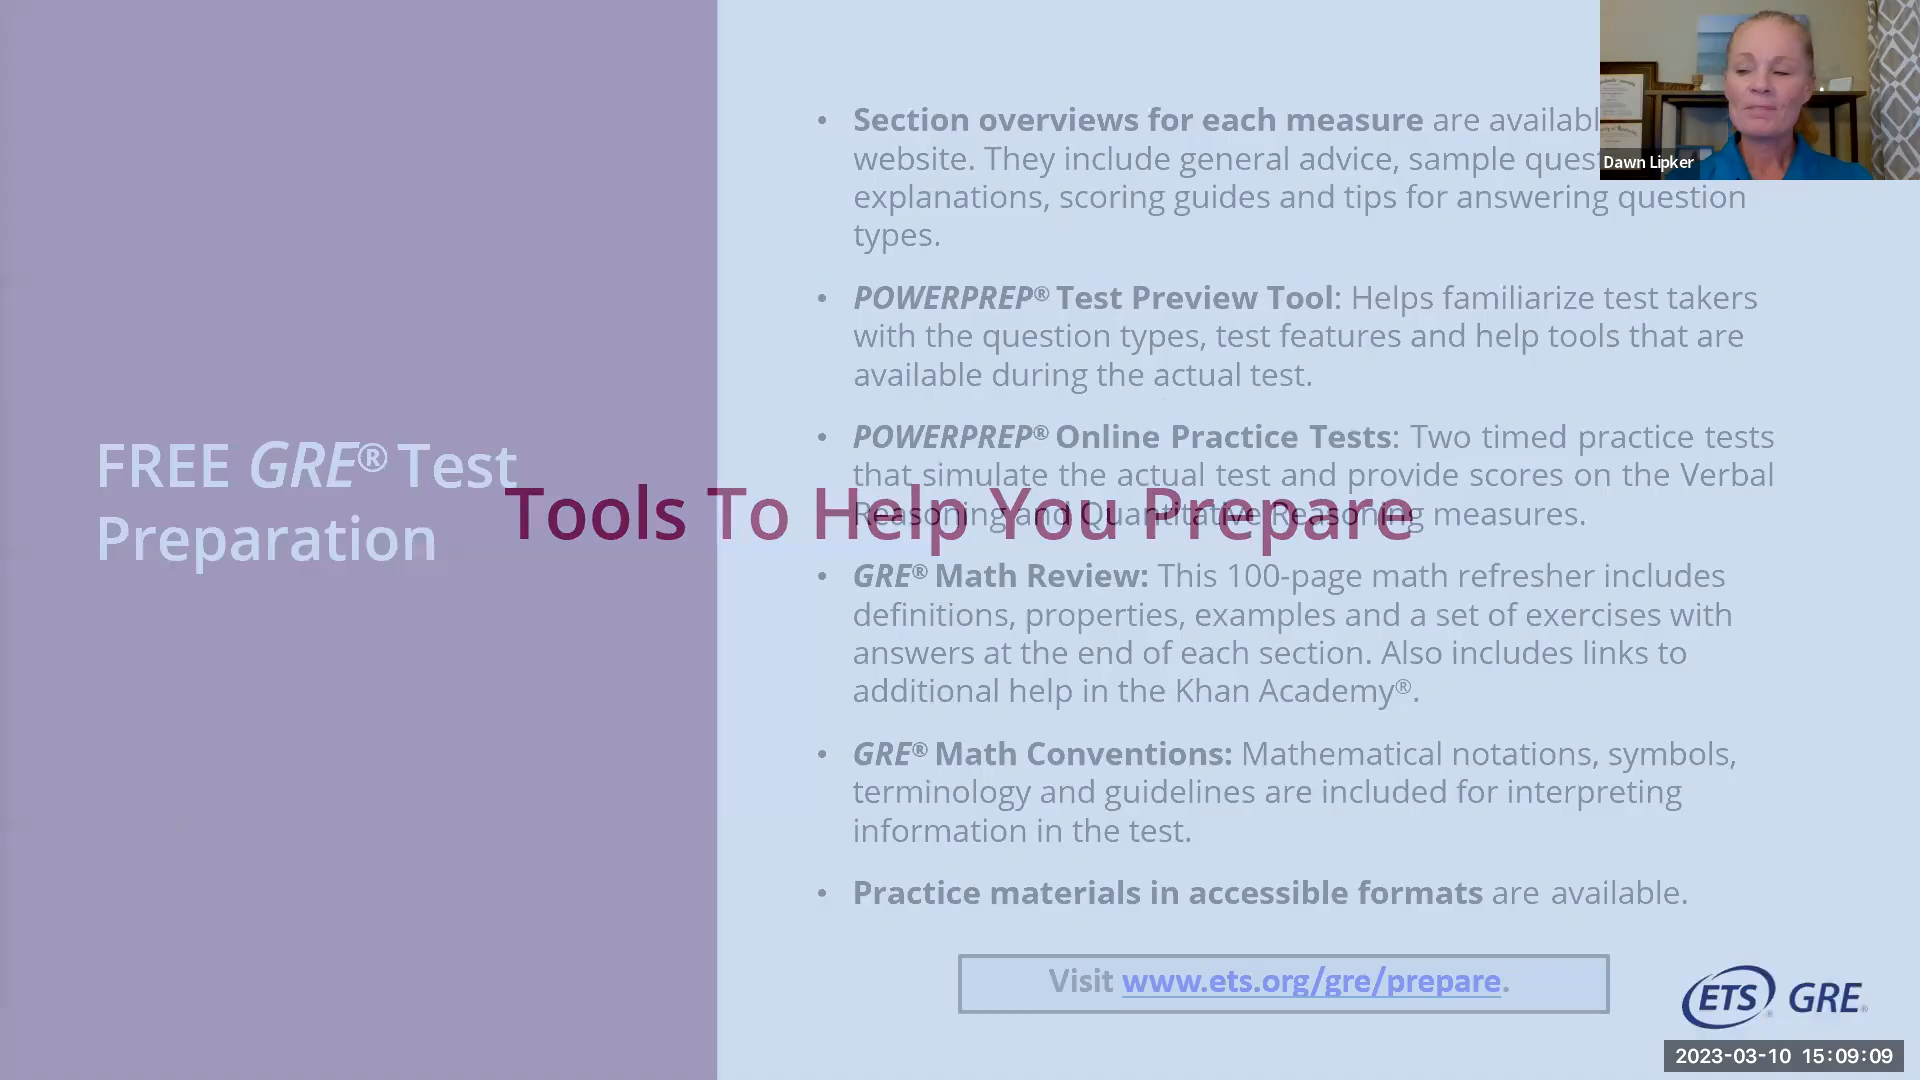 FREE GRE® Test
Preparation
Tools To Help You Prepare
• Section overviews for each measure are availabl
website. They include general advice, sample ques
explanations, scoring guides and tips for answering question
types.
• POWERPREP® Test Preview Tool: Helps familiarize test takers
with the question types, test features and help tools that are
available during the actual test.
• POWERPREP® Online Practice Tests: Two timed practice tests
that simulate the actual test and provide scores on the Verbal
Reasoning and Quantitative Reasoning measures.
• GRE® Math Review: This 100-page math refresher includes
definitions, properties, examples and a set of exercises with
answers at the end of each section. Also includes links to
additional help in the Khan Academy®.
• GRE® Math Conventions: Mathematical notations, symbols,
terminology and guidelines are included for interpreting
information in the test.
• Practice materials in accessible formats are available.
Visit www.ets.org/gre/prepare.
ETS® GRE®
Dawn Lipker
2023-03-10 15:09:09